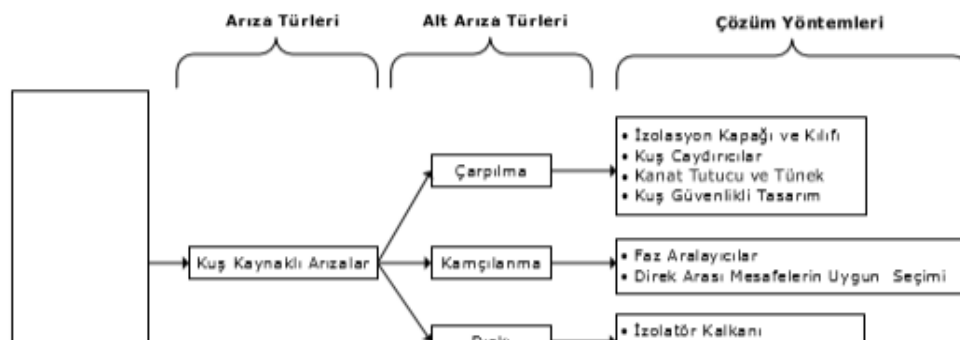 Arıza Türleri
Alt Arıza Türleri
Çözüm Yöntemleri
Kuş Kaynaklı Arızalar
Çarpılma
• İzolasyon Kapağı ve Kılıfı
• Kuş Caydırıcılar
• Kanat Tutucu ve Tünek
• Kuş Güvenlikli Tasarım
Kamçılanma
• Faz Aralayıcılar
• Direk Arası Mesafelerin Uygun Seçimi
• İzolatör Kalkanı